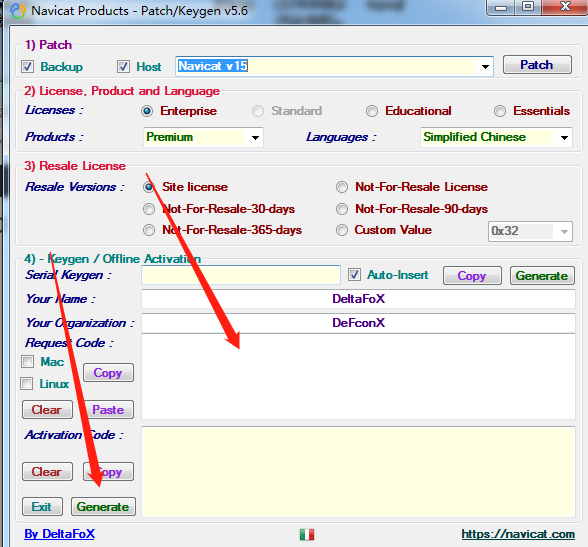 Navicat Products - Patch/Keygen v5.6
1) Patch
Backup Host Navicat v15 Patch
2) License, Product and Language
Licenses : Enterprise Standard Educational Essentials
Products : Premium Languages : Simplified Chinese
3) Resale License
Resale Versions : Site license Not-For-Resale License
Not-For-Resale-30-days Not-For-Resale-90-days
Not-For-Resale-365-days Custom Value 0x32
4) - Keygen / Offline Activation
Serial Keygen : Auto-Insert Copy Generate
Your Name : DeltaFoX
Your Organization : DeFconX
Request Code :
Mac
Copy
Linux
Clear Paste
Activation Code :
Clear Copy
Exit Generate
By DeltaFoX https://navicat.com